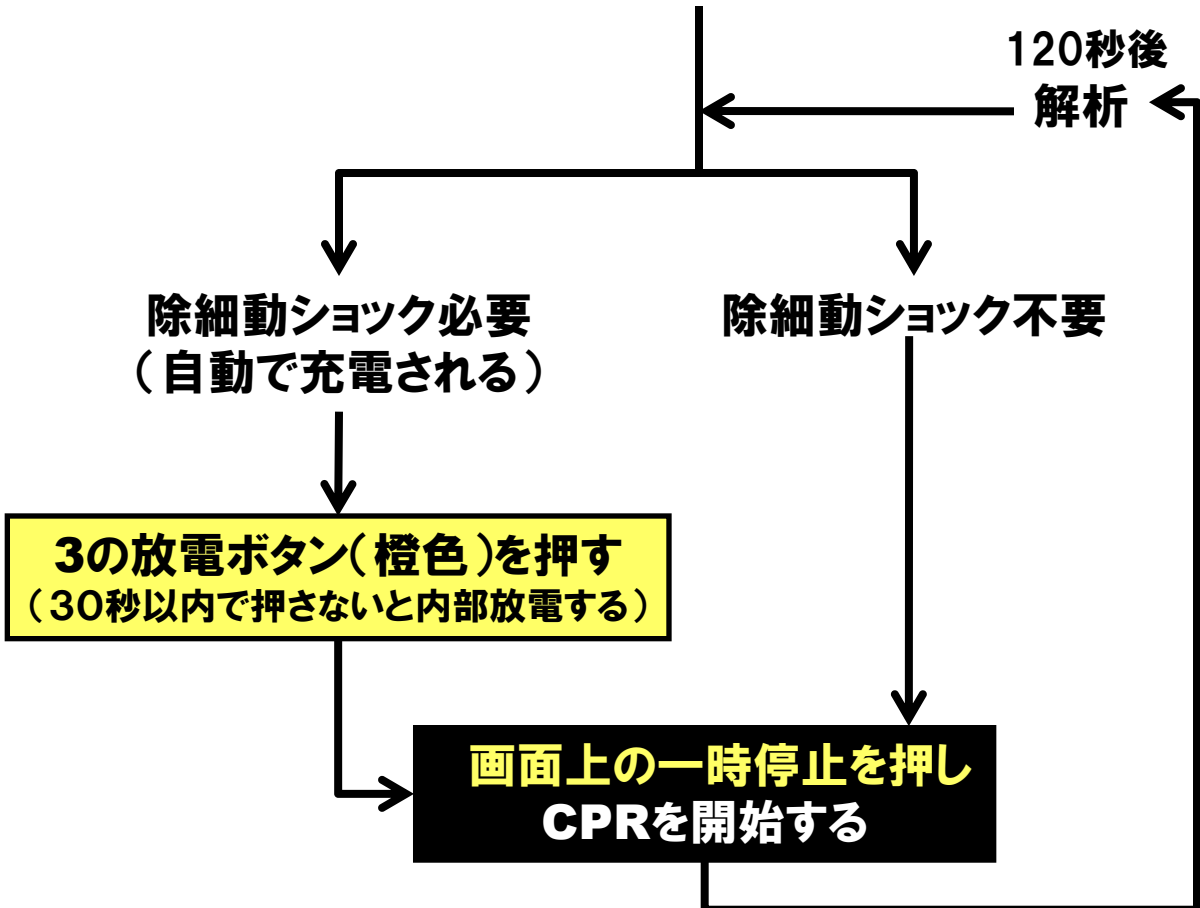 120秒後
解析
除細動ショック必要
（自動で充電される）
除細動ショック不要
3の放電ボタン（橙色）を押す
（30秒以内で押さないと内部放電する）
画面上の一時停止を押し
CPRを開始する